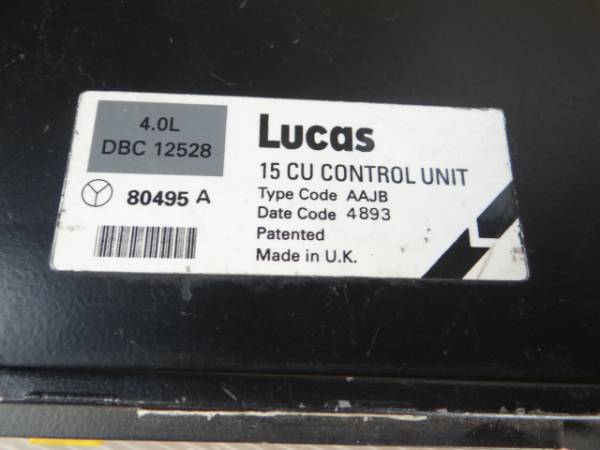 4.0L
DBC 12528
80495 A
Lucas
15 CU CONTROL UNIT
Type Code AAJB
Date Code 4893
Patented
Made in U.K.